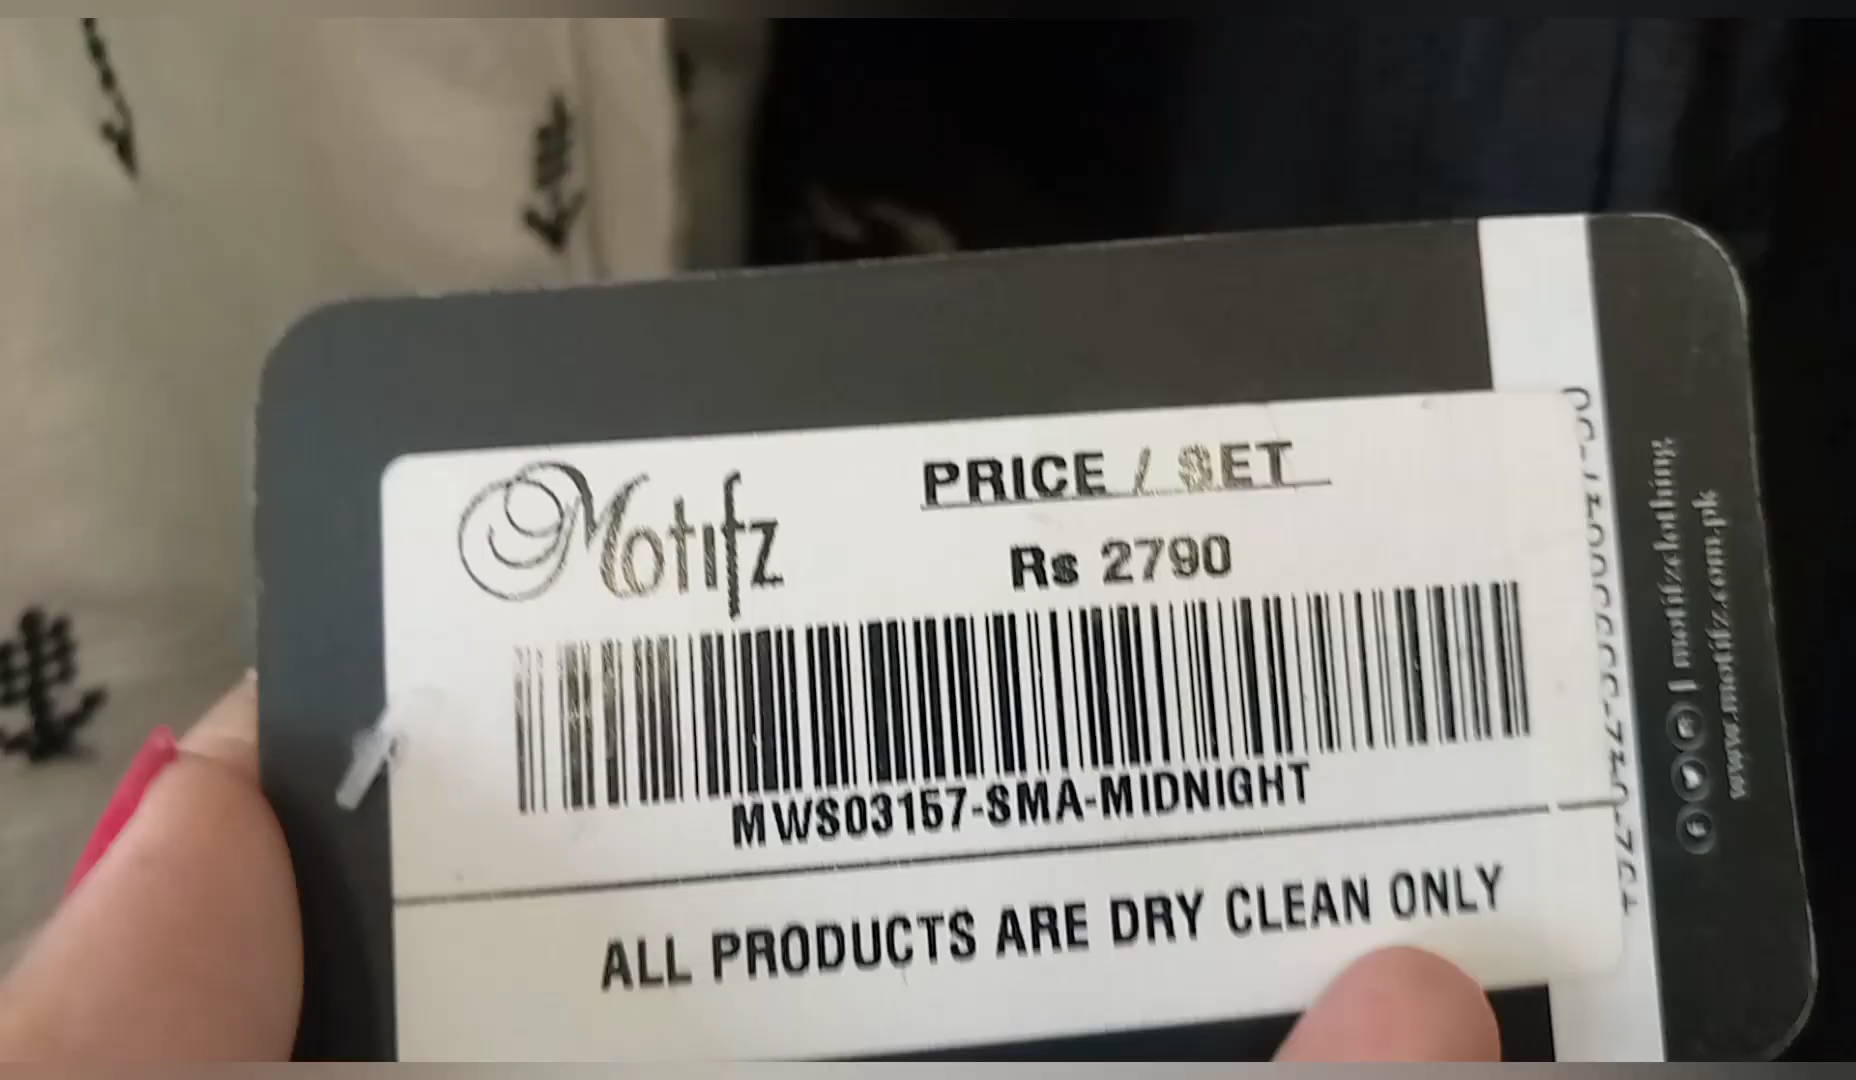 Motifz
PRICE / SET
Rs 2790
MWS03157-SMA-MIDNIGHT
ALL PRODUCTS ARE DRY CLEAN ONLY
| motifzclothing
www.motifz.com.pk